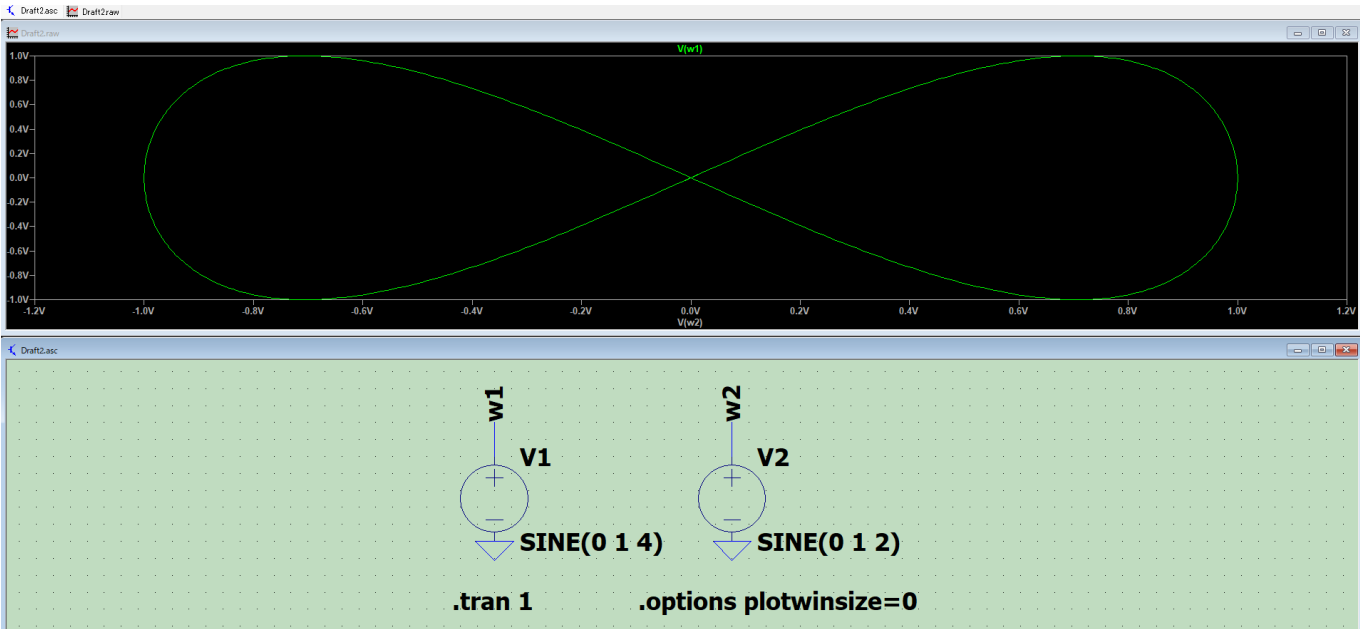 Draft2.asc Draft2.raw
Draft2.raw
V(w1)
1.0V
0.8V
0.6V
0.4V
0.2V
0.0V
-0.2V
-0.4V
-0.6V
-0.8V
-1.0V
-1.2V -1.0V -0.8V -0.6V -0.4V -0.2V 0.0V 0.2V 0.4V 0.6V 0.8V 1.0V 1.2V
V(w2)
Draft2.asc
w1 w2
V1 V2
SINE(0 1 4) SINE(0 1 2)
.tran 1 .options plotwinsize=0